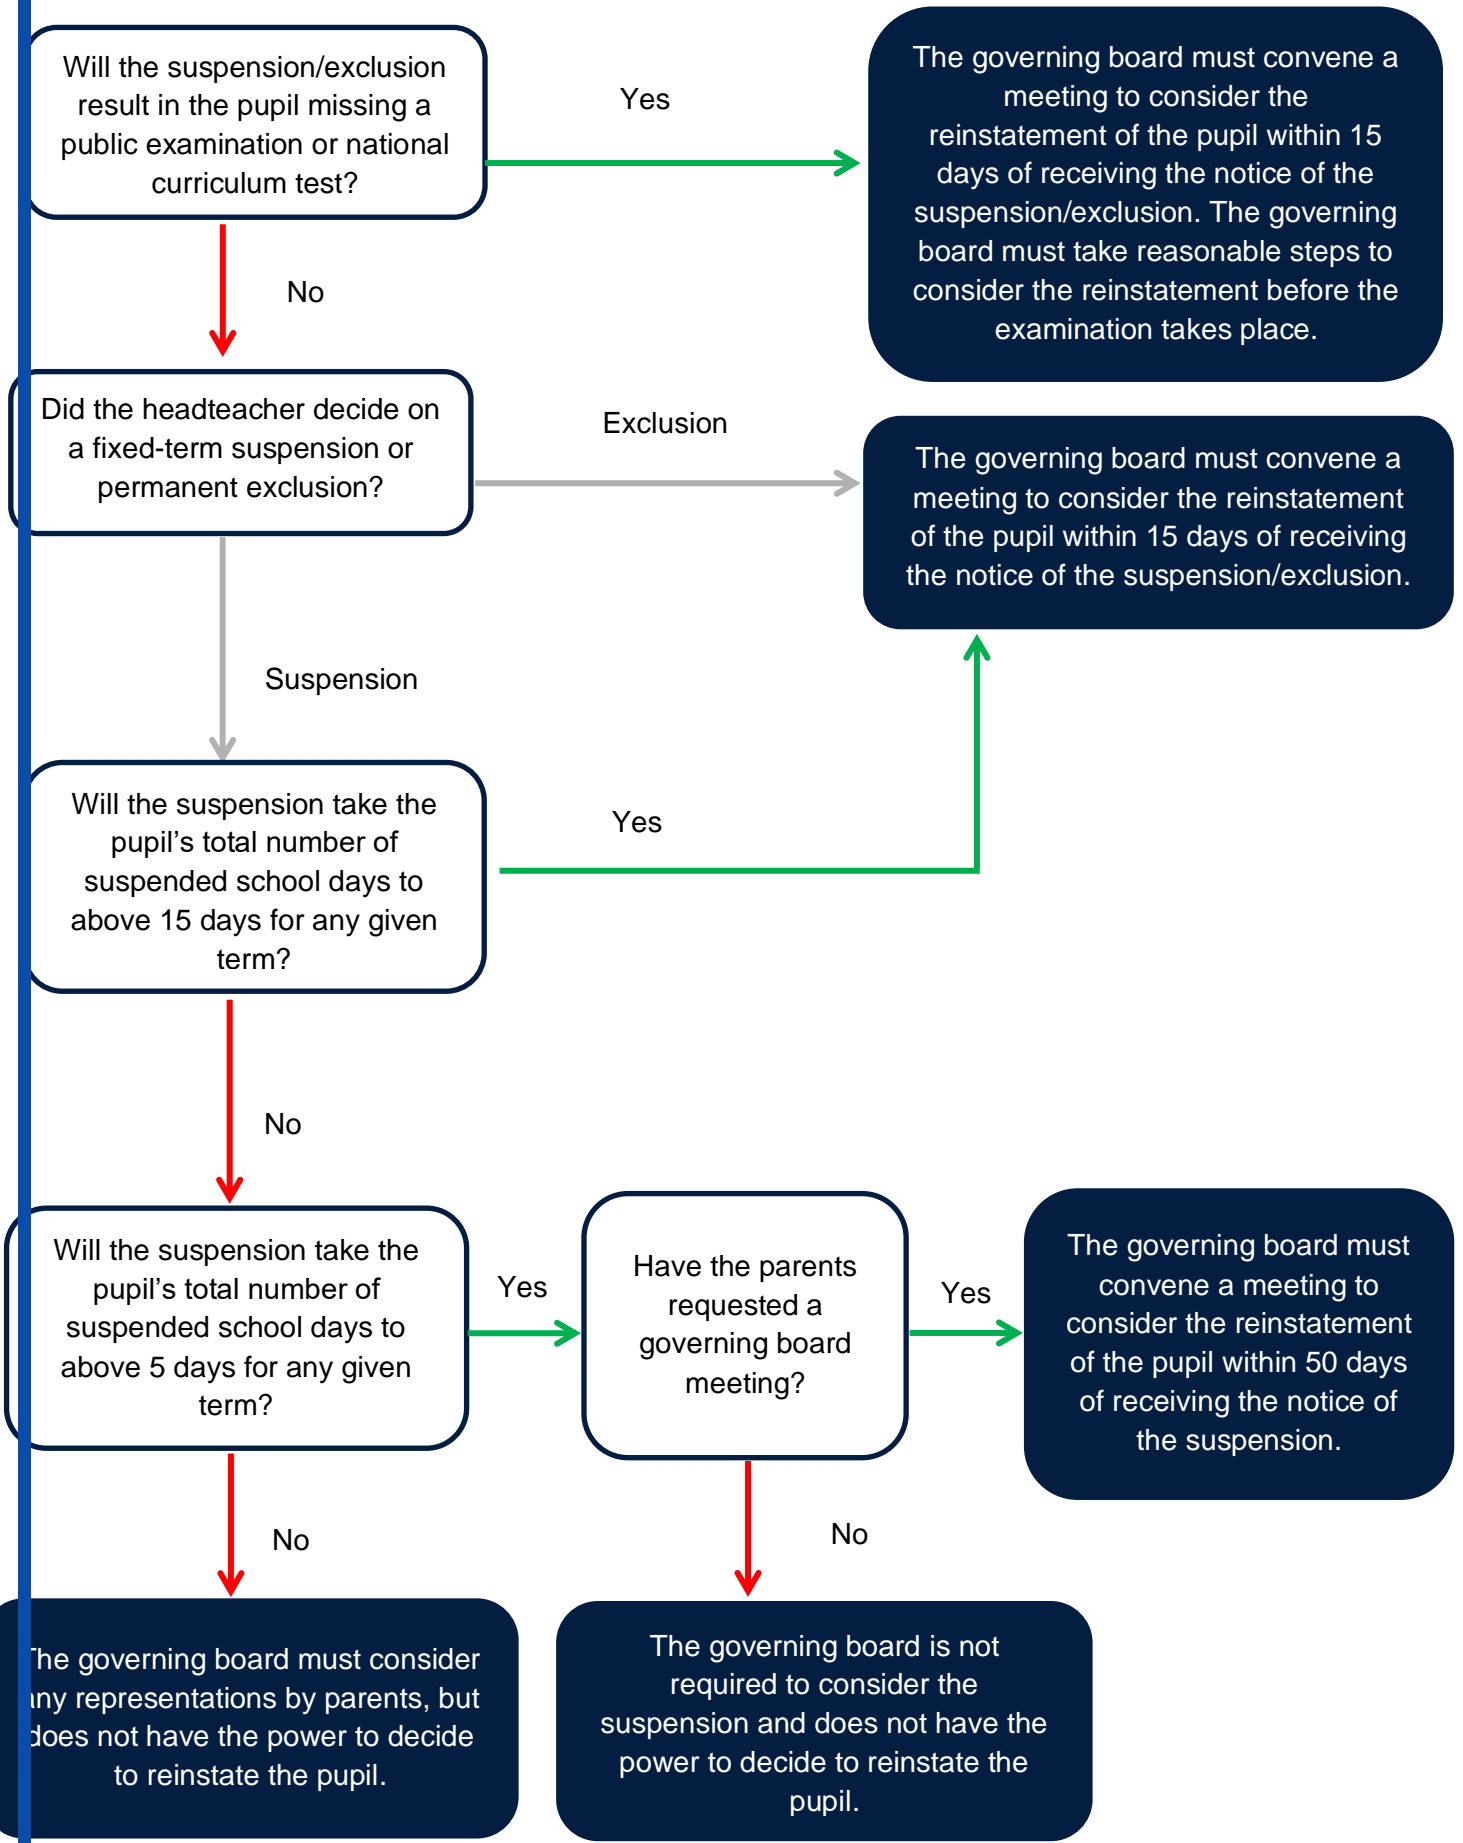 Will the suspension/exclusion
result in the pupil missing a
public examination or national
curriculum test?
Yes
The governing board must convene a
meeting to consider the
reinstatement of the pupil within 15
days of receiving the notice of the
suspension/exclusion. The governing
board must take reasonable steps to
consider the reinstatement before the
examination takes place.
No
Did the headteacher decide on
a fixed-term suspension or
permanent exclusion?
Exclusion
The governing board must convene a
meeting to consider the reinstatement
of the pupil within 15 days of receiving
the notice of the suspension/exclusion.
Suspension
Will the suspension take the
pupil’s total number of
suspended school days to
above 15 days for any given
term?
Yes
No
Will the suspension take the
pupil’s total number of
suspended school days to
above 5 days for any given
term?
Yes
Have the parents
requested a
governing board
meeting?
Yes
The governing board must
convene a meeting to
consider the reinstatement
of the pupil within 50 days
of receiving the notice of
the suspension.
No
No
The governing board must consider
any representations by parents, but
does not have the power to decide
to reinstate the pupil.
The governing board is not
required to consider the
suspension and does not have the
power to decide to reinstate the
pupil.